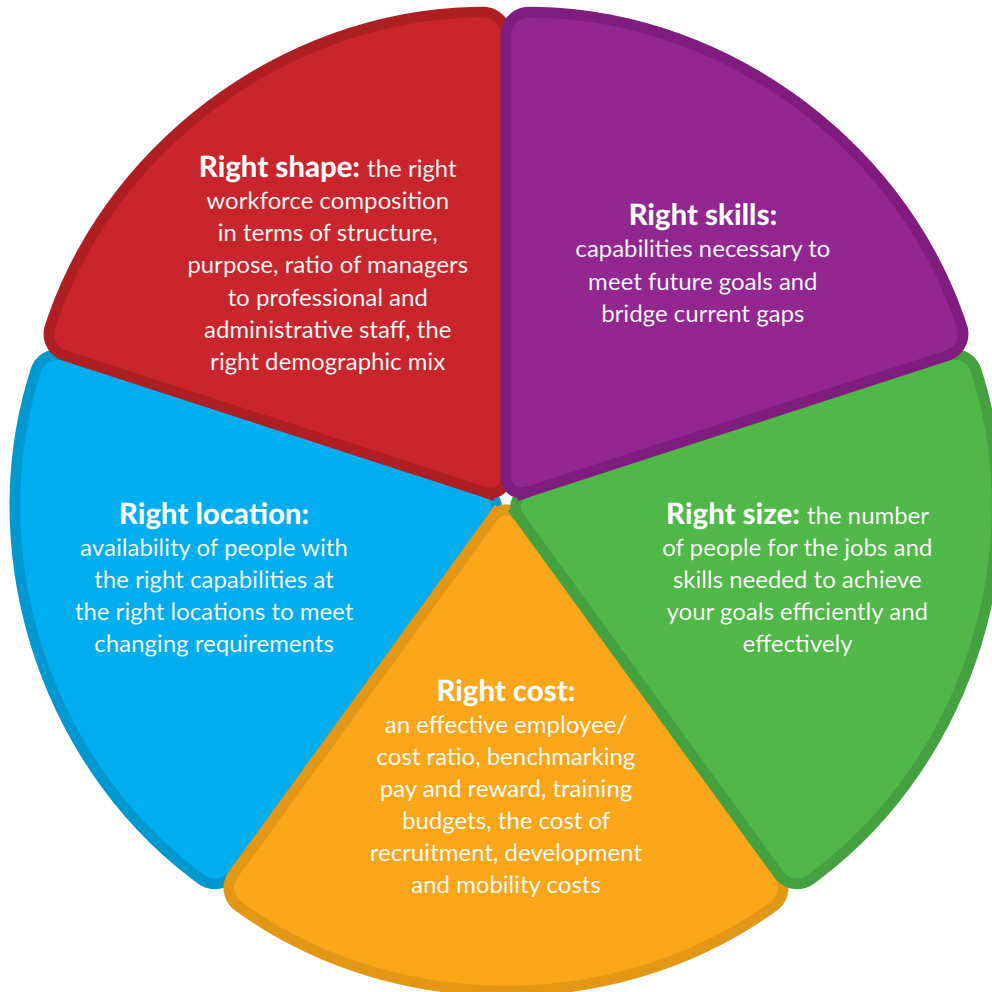 Right shape: the right
workforce composition
in terms of structure,
purpose, ratio of managers
to professional and
administrative staff, the
right demographic mix
Right skills:
capabilities necessary to
meet future goals and
bridge current gaps
Right location:
availability of people with
the right capabilities at
the right locations to meet
changing requirements
Right size: the number
of people for the jobs and
skills needed to achieve
your goals efficiently and
effectively
Right cost:
an effective employee/
cost ratio, benchmarking
pay and reward, training
budgets, the cost of
recruitment, development
and mobility costs